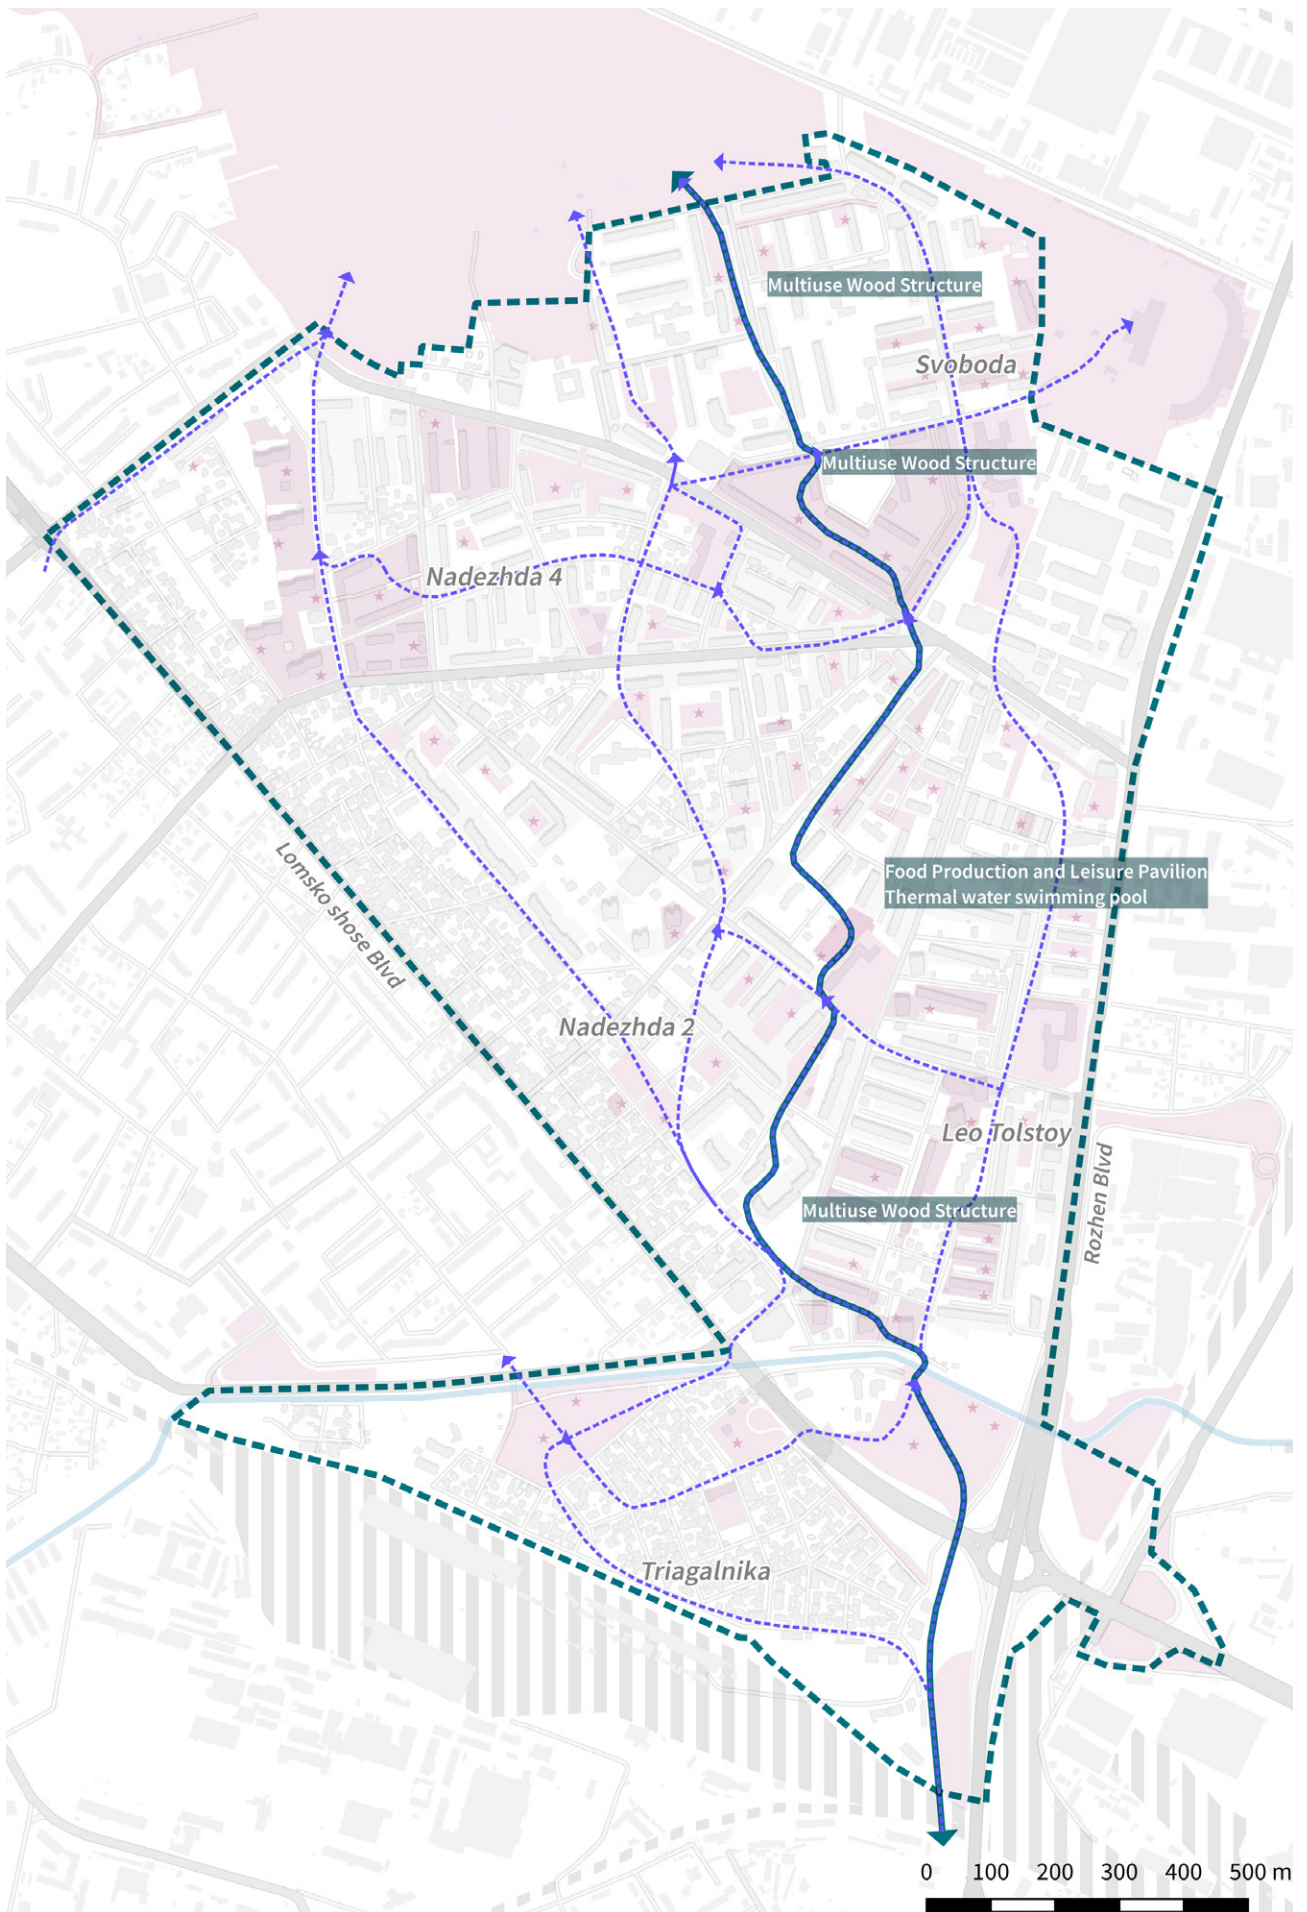 Multiuse Wood Structure
Svoboda
Multiuse Wood Structure
Nadezhda 4
Lomsko shose Blvd
Food Production and Leisure Pavilion
Thermal water swimming pool
Nadezhda 2
Leo Tolstoy
Rozhen Blvd
Multiuse Wood Structure
Triagalnika
0 100 200 300 400 500 m